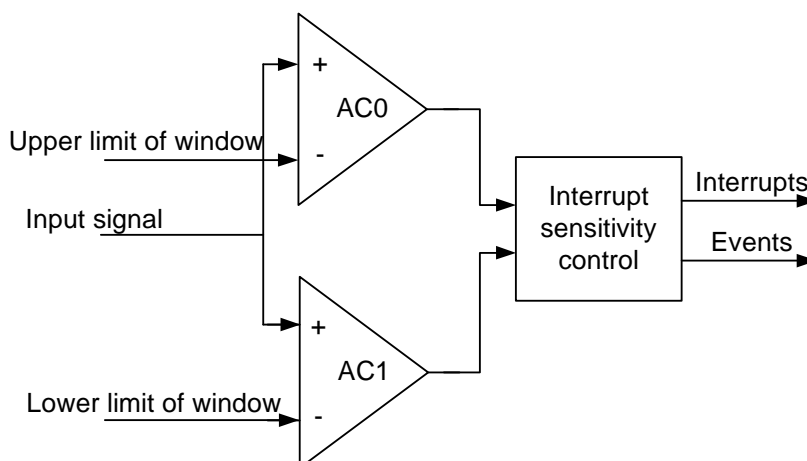 +
AC0
Upper limit of window
-
Input signal
Interrupt
sensitivity
control
Interrupts
Events
+
AC1
Lower limit of window
-